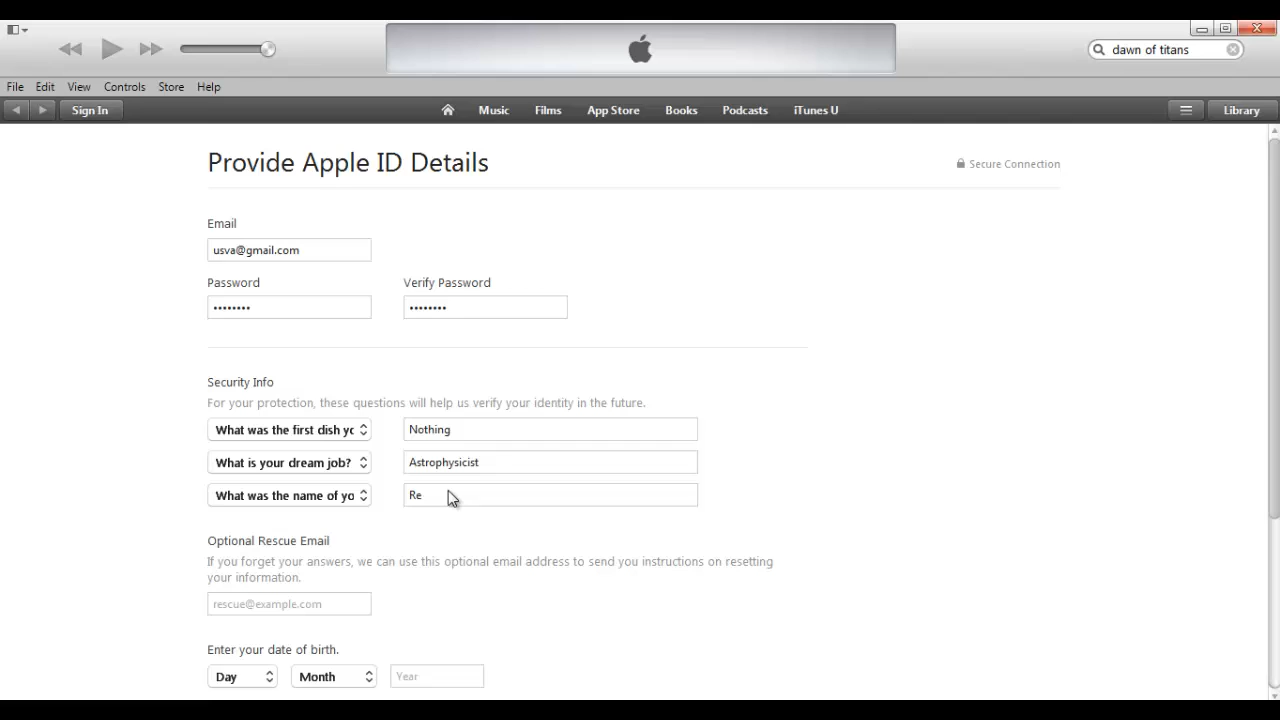 dawn of titans
File Edit View Controls Store Help
Sign In Music Films App Store Books Podcasts iTunes U Library
Provide Apple ID Details
Secure Connection
Email
usva@gmail.com
Password Verify Password
•••••••• ••••••••
Security Info
For your protection, these questions will help us verify your identity in the future.
What was the first dish yo Nothing
What is your dream job? Astrophysicist
What was the name of yo Re
Optional Rescue Email
If you forget your answers, we can use this optional email address to send you instructions on resetting
your information.
rescue@example.com
Enter your date of birth.
Day Month Year